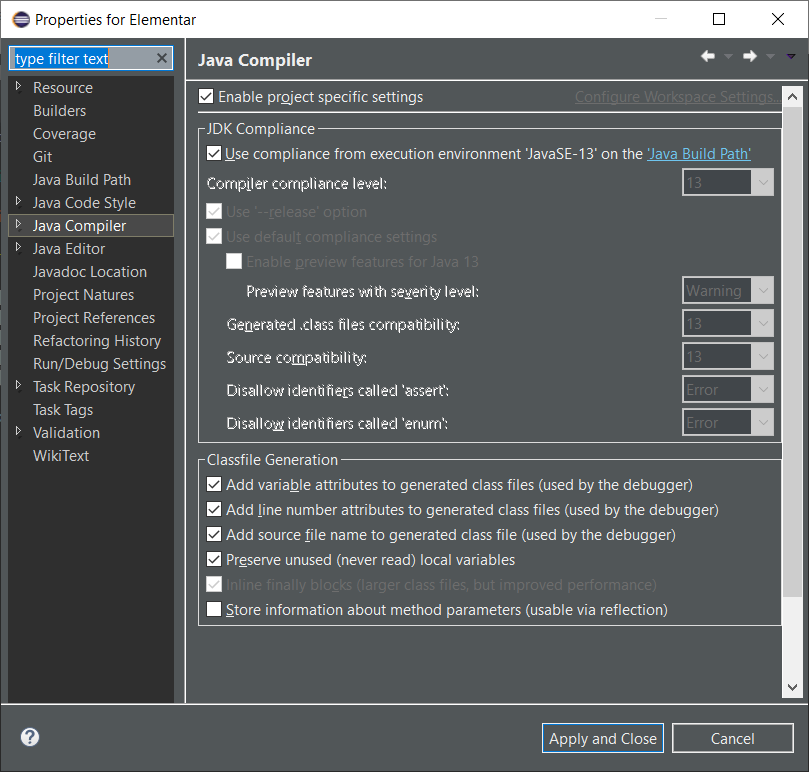 Properties for Elementar
type filter text
Resource
Builders
Coverage
Git
Java Build Path
Java Code Style
Java Compiler
Java Editor
Javadoc Location
Project Natures
Project References
Refactoring History
Run/Debug Settings
Task Repository
Task Tags
Validation
WikiText
Java Compiler
Enable project specific settings
Configure Workspace Settings...
JDK Compliance
Use compliance from execution environment 'JavaSE-13' on the 'Java Build Path'
Compiler compliance level: 13
Use '--release' option
Use default compliance settings
Enable preview features for Java 13
Preview features with severity level: Warning
Generated .class files compatibility: 13
Source compatibility: 13
Disallow identifiers called 'assert': Error
Disallow identifiers called 'enum': Error
Classfile Generation
Add variable attributes to generated class files (used by the debugger)
Add line number attributes to generated class files (used by the debugger)
Add source file name to generated class file (used by the debugger)
Preserve unused (never read) local variables
Inline finally blocks (larger class files, but improved performance)
Store information about method parameters (usable via reflection)
Apply and Close
Cancel